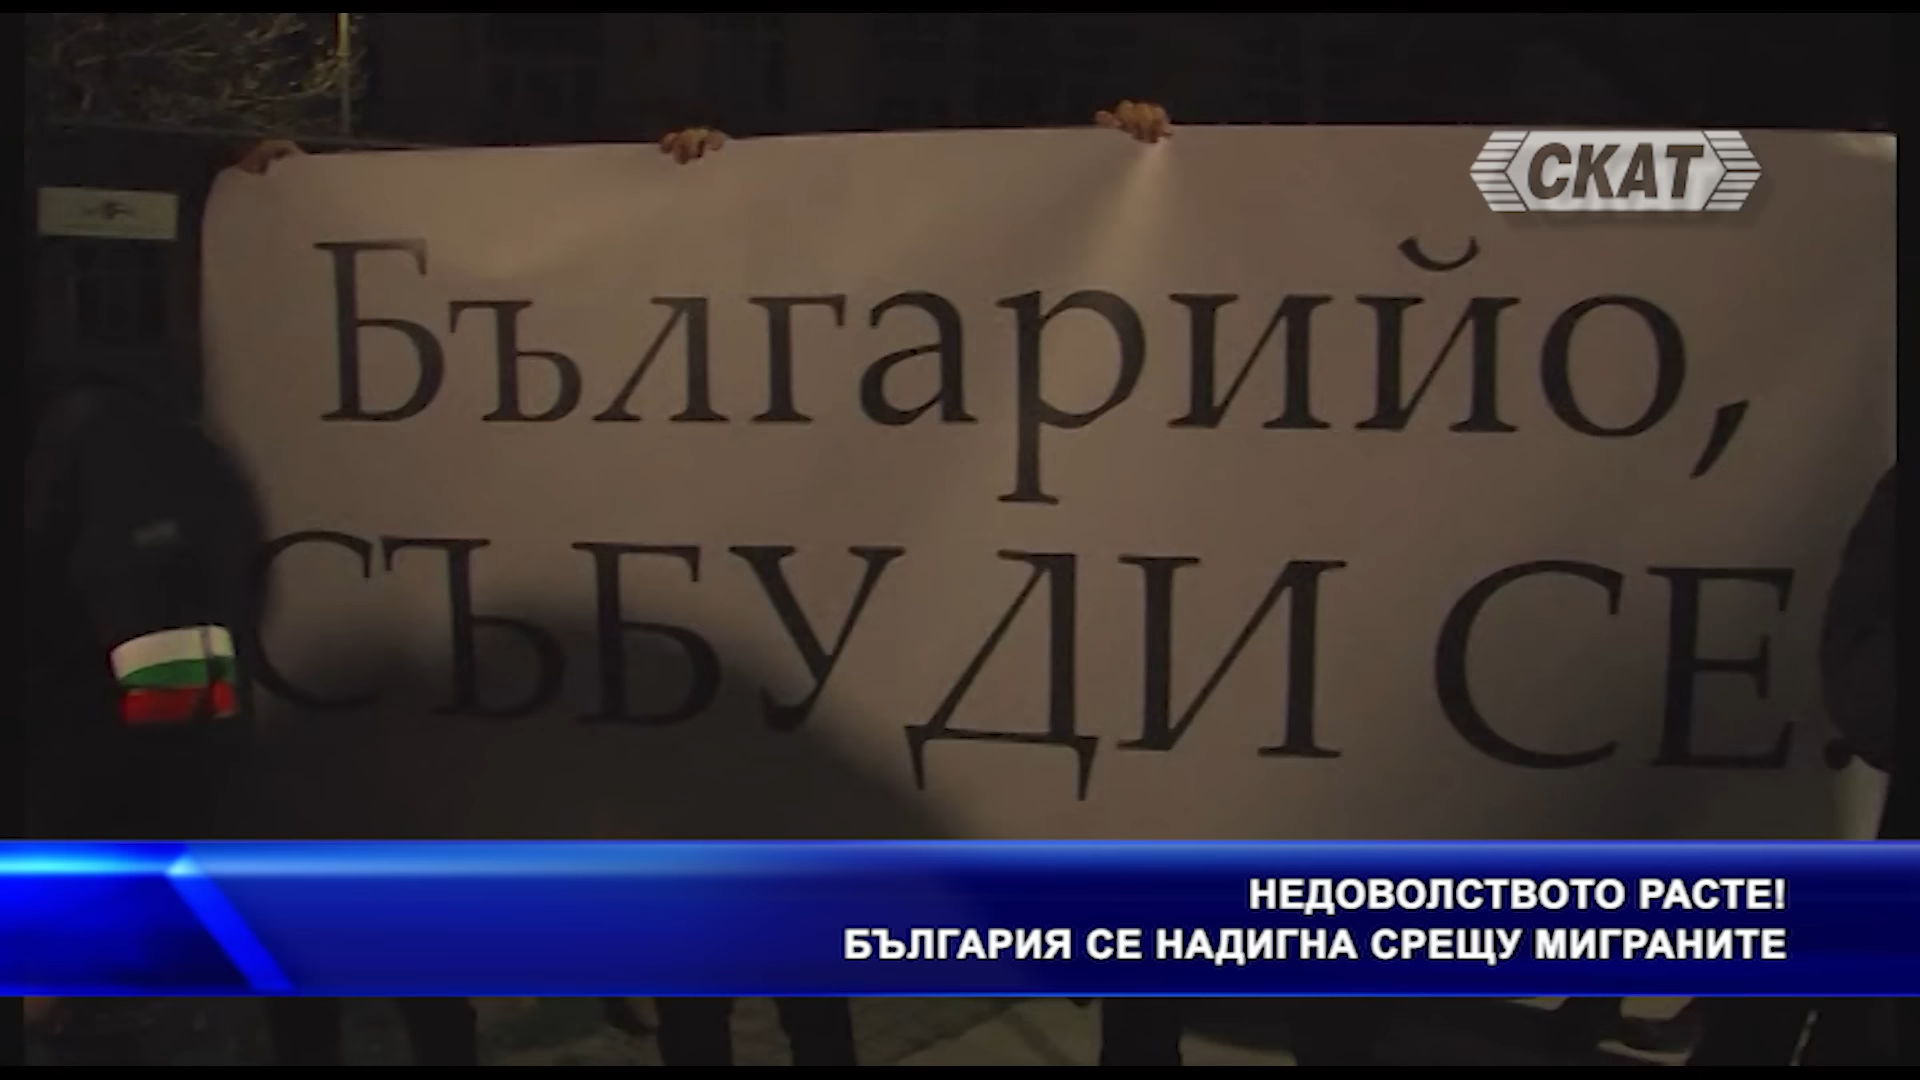 СКАТ
Българийо,
СЪБУДИ СЕ.
НЕДОВОЛСТВОТО РАСТЕ!
БЪЛГАРИЯ СЕ НАДИГНА СРЕЩУ МИГРАНИТЕ